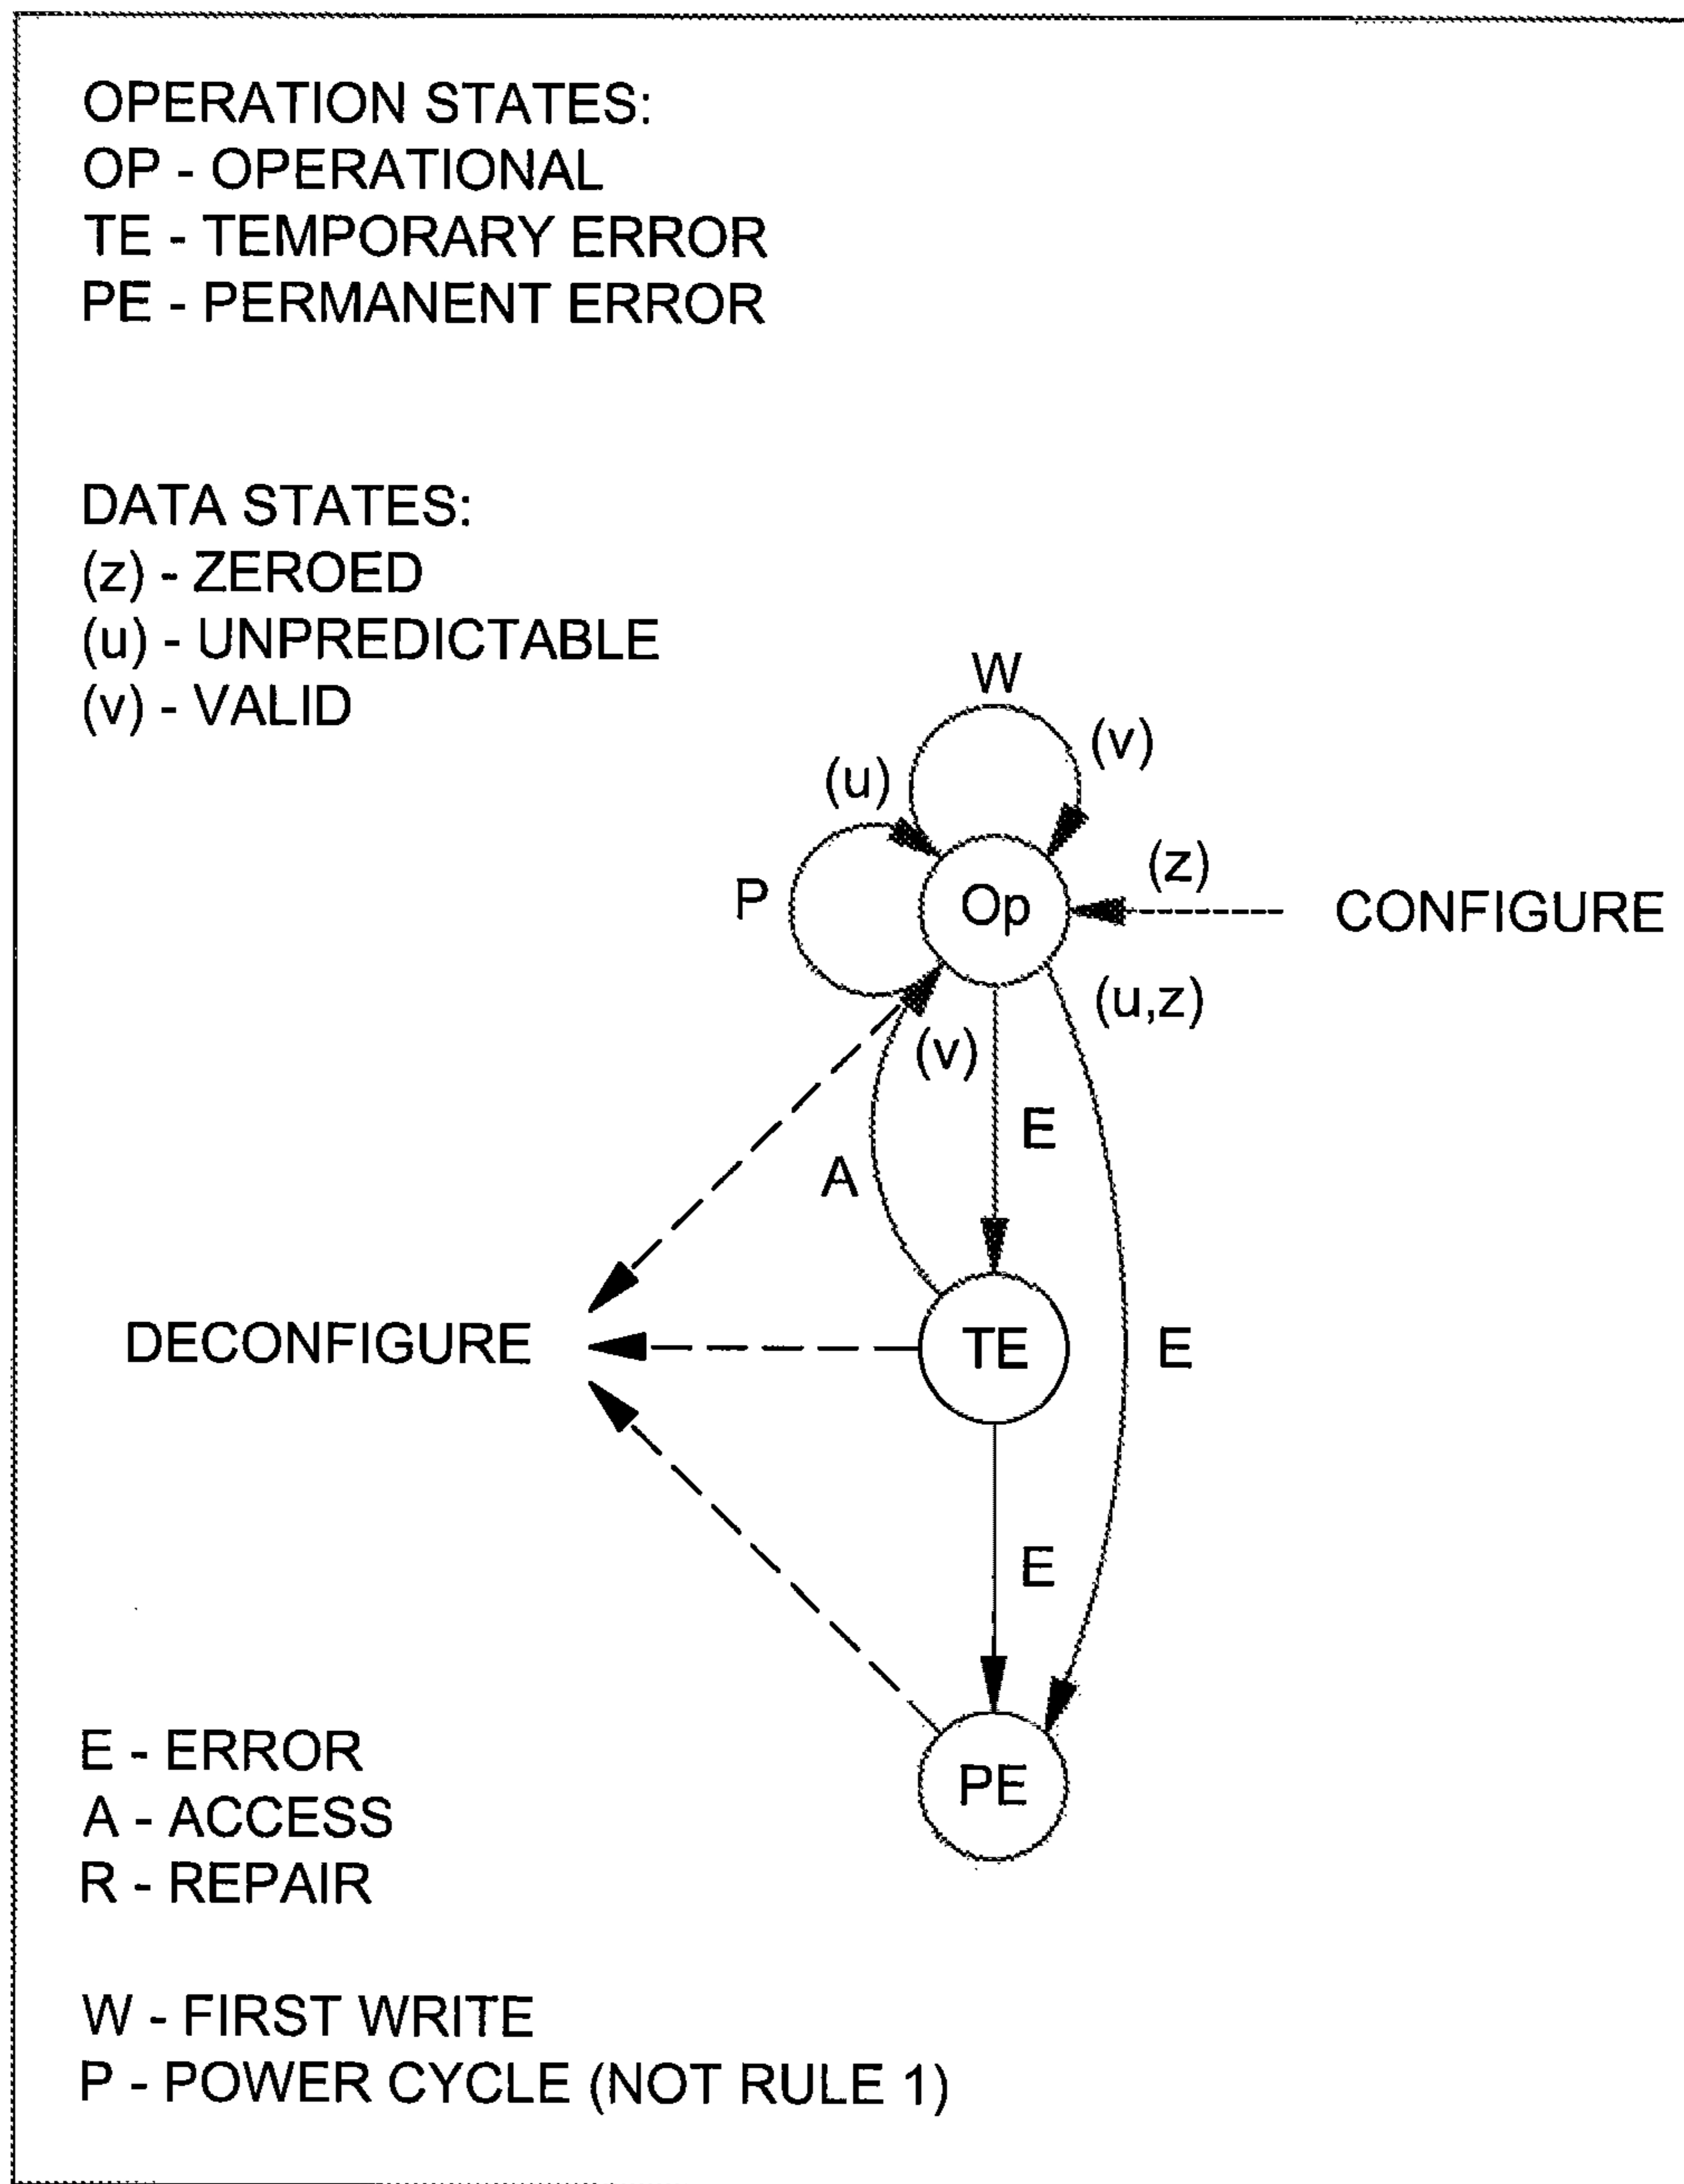 OPERATION STATES:
OP - OPERATIONAL
TE - TEMPORARY ERROR
PE - PERMANENT ERROR
DATA STATES:
(z) - ZEROED
(u) - UNPREDICTABLE
(v) - VALID
W
(v)
(u)
(z)
P
Op
CONFIGURE
(u,z)
(v)
E
A
DECONFIGURE
TE
E
E
PE
E - ERROR
A - ACCESS
R - REPAIR
W - FIRST WRITE
P - POWER CYCLE (NOT RULE 1)